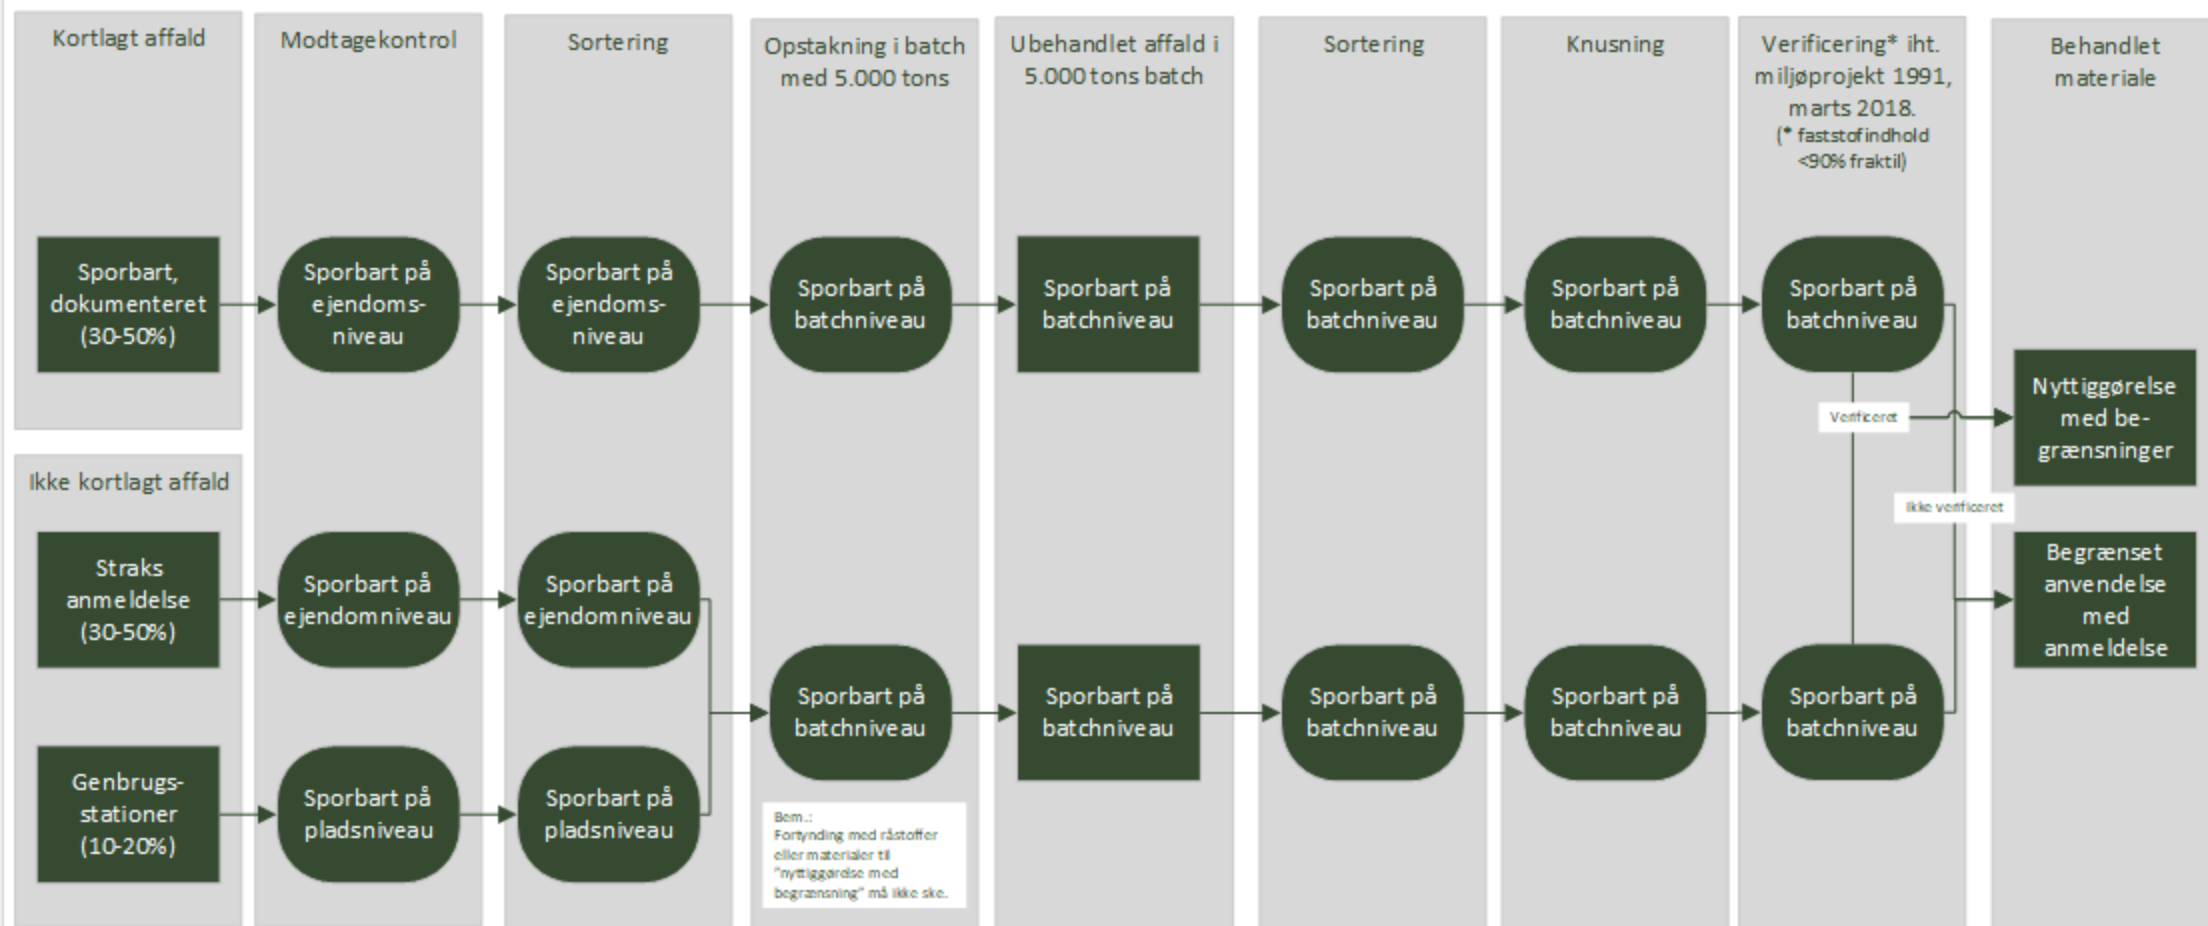 Kortlagt affald
Modtagekontrol
Sortering
Opstakning i batch
med 5.000 tons
Ubehandlet affald i
5.000 tons batch
Sortering
Knusning
Verificering* iht.
miljøprojekt 1991,
marts 2018.
(* faststofindhold
<90% fraktil)
Behandlet
materiale
Sporbart,
dokumenteret
(30-50%)
Sporbart på
ejendoms-
niveau
Sporbart på
ejendoms-
niveau
Sporbart på
batchniveau
Sporbart på
batchniveau
Sporbart på
batchniveau
Sporbart på
batchniveau
Sporbart på
batchniveau
Verificeret
Nyttiggørelse
med be-
grænsninger
Ikke verificeret
Ikke kortlagt affald
Straks
anmeldelse
(30-50%)
Sporbart på
ejendomniveau
Sporbart på
ejendomniveau
Begrænset
anvendelse
med
anmeldelse
Genbrugs-
stationer
(10-20%)
Sporbart på
pladsniveau
Sporbart på
pladsniveau
Sporbart på
batchniveau
Sporbart på
batchniveau
Sporbart på
batchniveau
Sporbart på
batchniveau
Sporbart på
batchniveau
Bem.:
Fortynding med råstoffer
eller materialer til
"nyttiggørelse med
begrænsning" må ikke ske.